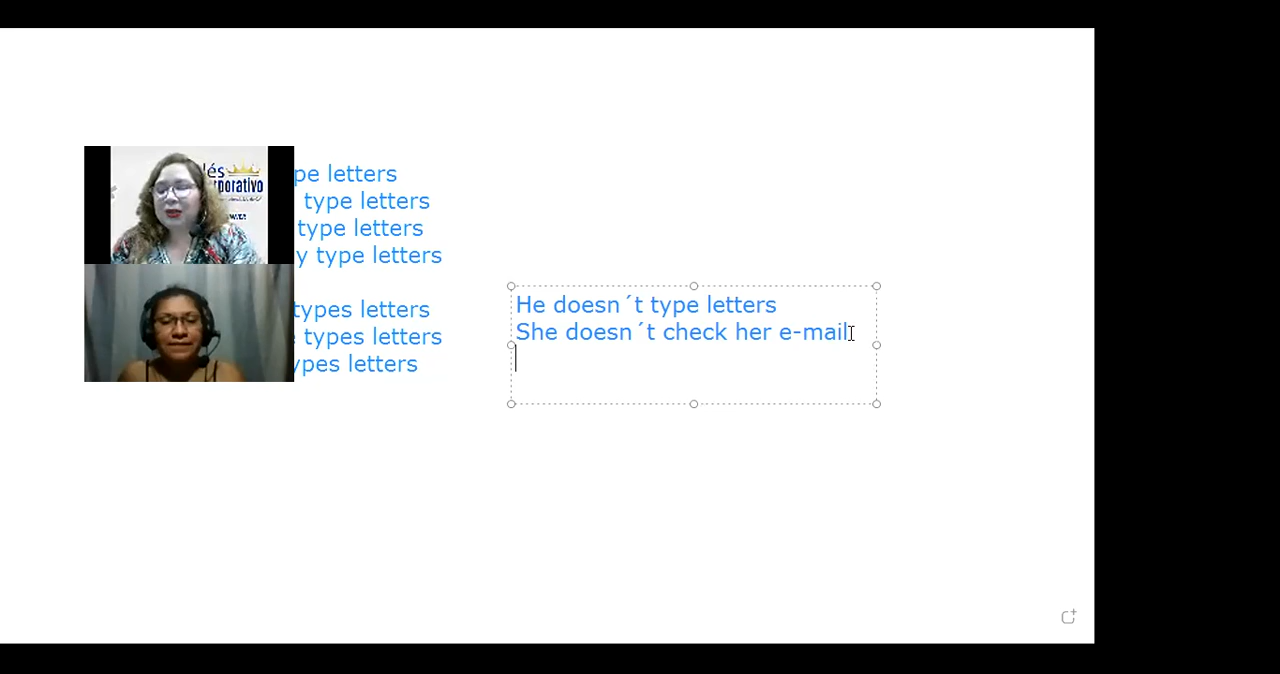 pe letters
type letters
type letters
y type letters
types letters
types letters
ypes letters
He doesn´t type letters
She doesn´t check her e-mail